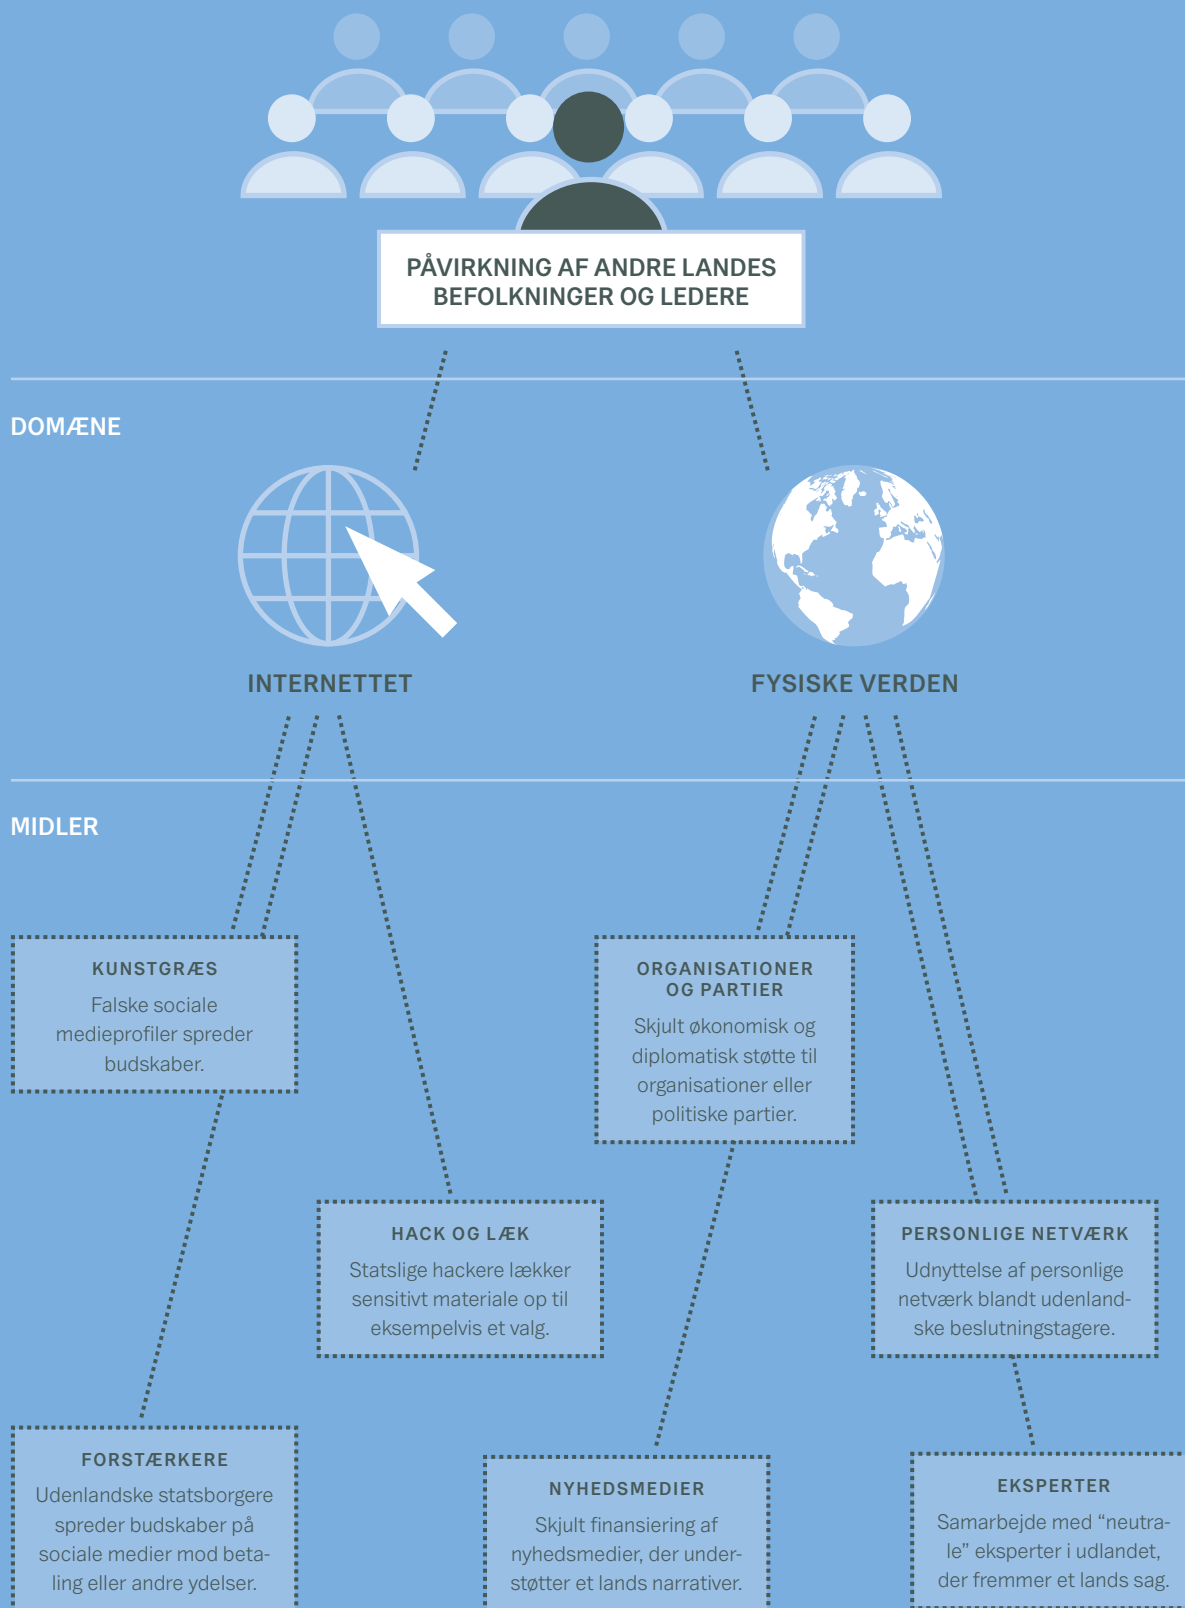 PÅVIRKNING AF ANDRE LANDES
BEFOLKNINGER OG LEDERE
DOMÆNE
INTERNETTET
FYSISKE VERDEN
MIDLER
KUNSTGRÆS
Falske sociale
medieprofiler spreder
budskaber.
ORGANISATIONER
OG PARTIER
Skjult økonomisk og
diplomatisk støtte til
organisationer eller
politiske partier.
HACK OG LÆK
Statslige hackere lækker
sensitivt materiale op til
eksempelvis et valg.
PERSONLIGE NETVÆRK
Udnyttelse af personlige
netværk blandt udenland-
ske beslutningstagere.
FORSTÆRKERE
Udenlandske statsborgere
spreder budskaber på
sociale medier mod beta-
ling eller andre ydelser.
NYHEDSMEDIER
Skjult finansiering af
nyhedsmedier, der under-
støtter et lands narrativer.
EKSPERTER
Samarbejde med “neutra-
le” eksperter i udlandet,
der fremmer et lands sag.